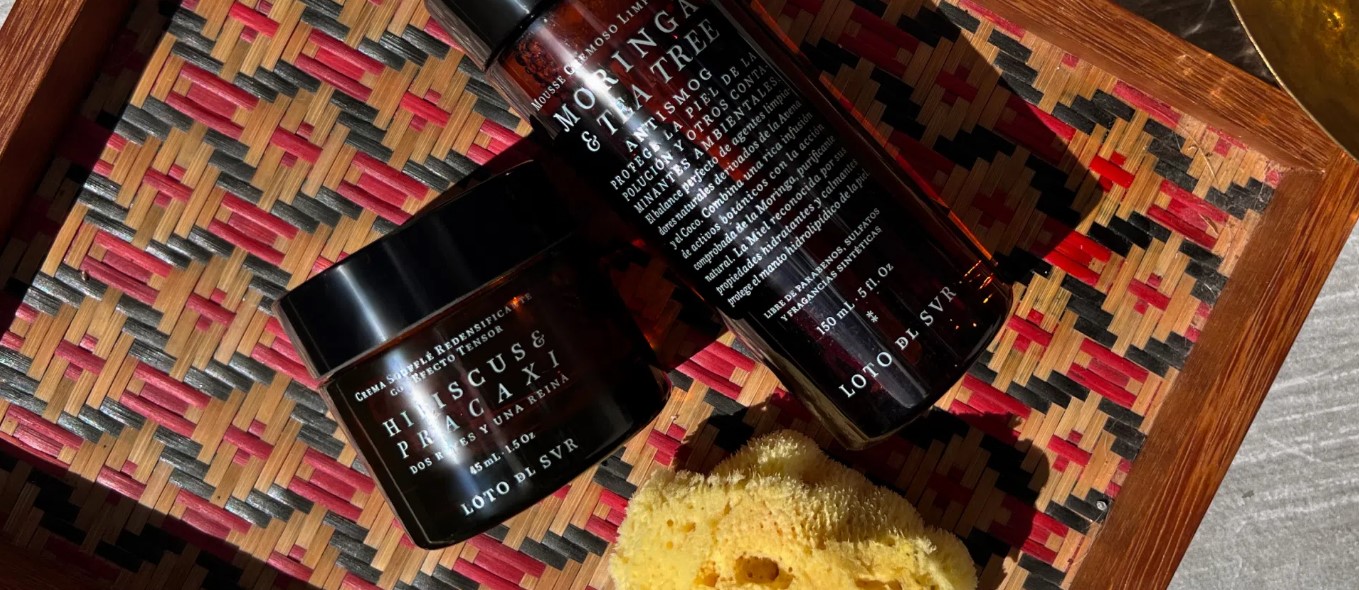 MOUSSE CREMOSO
MORINGA
& TEA TREE
ANTISMOG
PROTEGE LA PIEL DE LA
POLUCIÓN Y OTROS CONTA-
MINANTES AMBIENTALES.
El balance perfecto de agentes limpia-
dores naturales derivados de la Avena
y el Coco. Combina una rica infusión
de activos botánicos con la acción
comprobada de la Moringa, purificante
natural. La Miel reconocida por sus
propiedades hidratantes y calmantes
protege el manto hidrolipídico de la piel.
LIBRE DE PARABENOS, SULFATOS
Y FRAGANCIAS SINTÉTICAS
150 mL. 5 fl. Oz
LOTO DL SVR
CREMA SOUFFLÉ REDENSIFICANTE
CON EFECTO TENSOR
HIBISCUS &
PRACAXI
DOS REYES Y UNA REINA
45 mL. 1.5 Oz
LOTO DL SVR